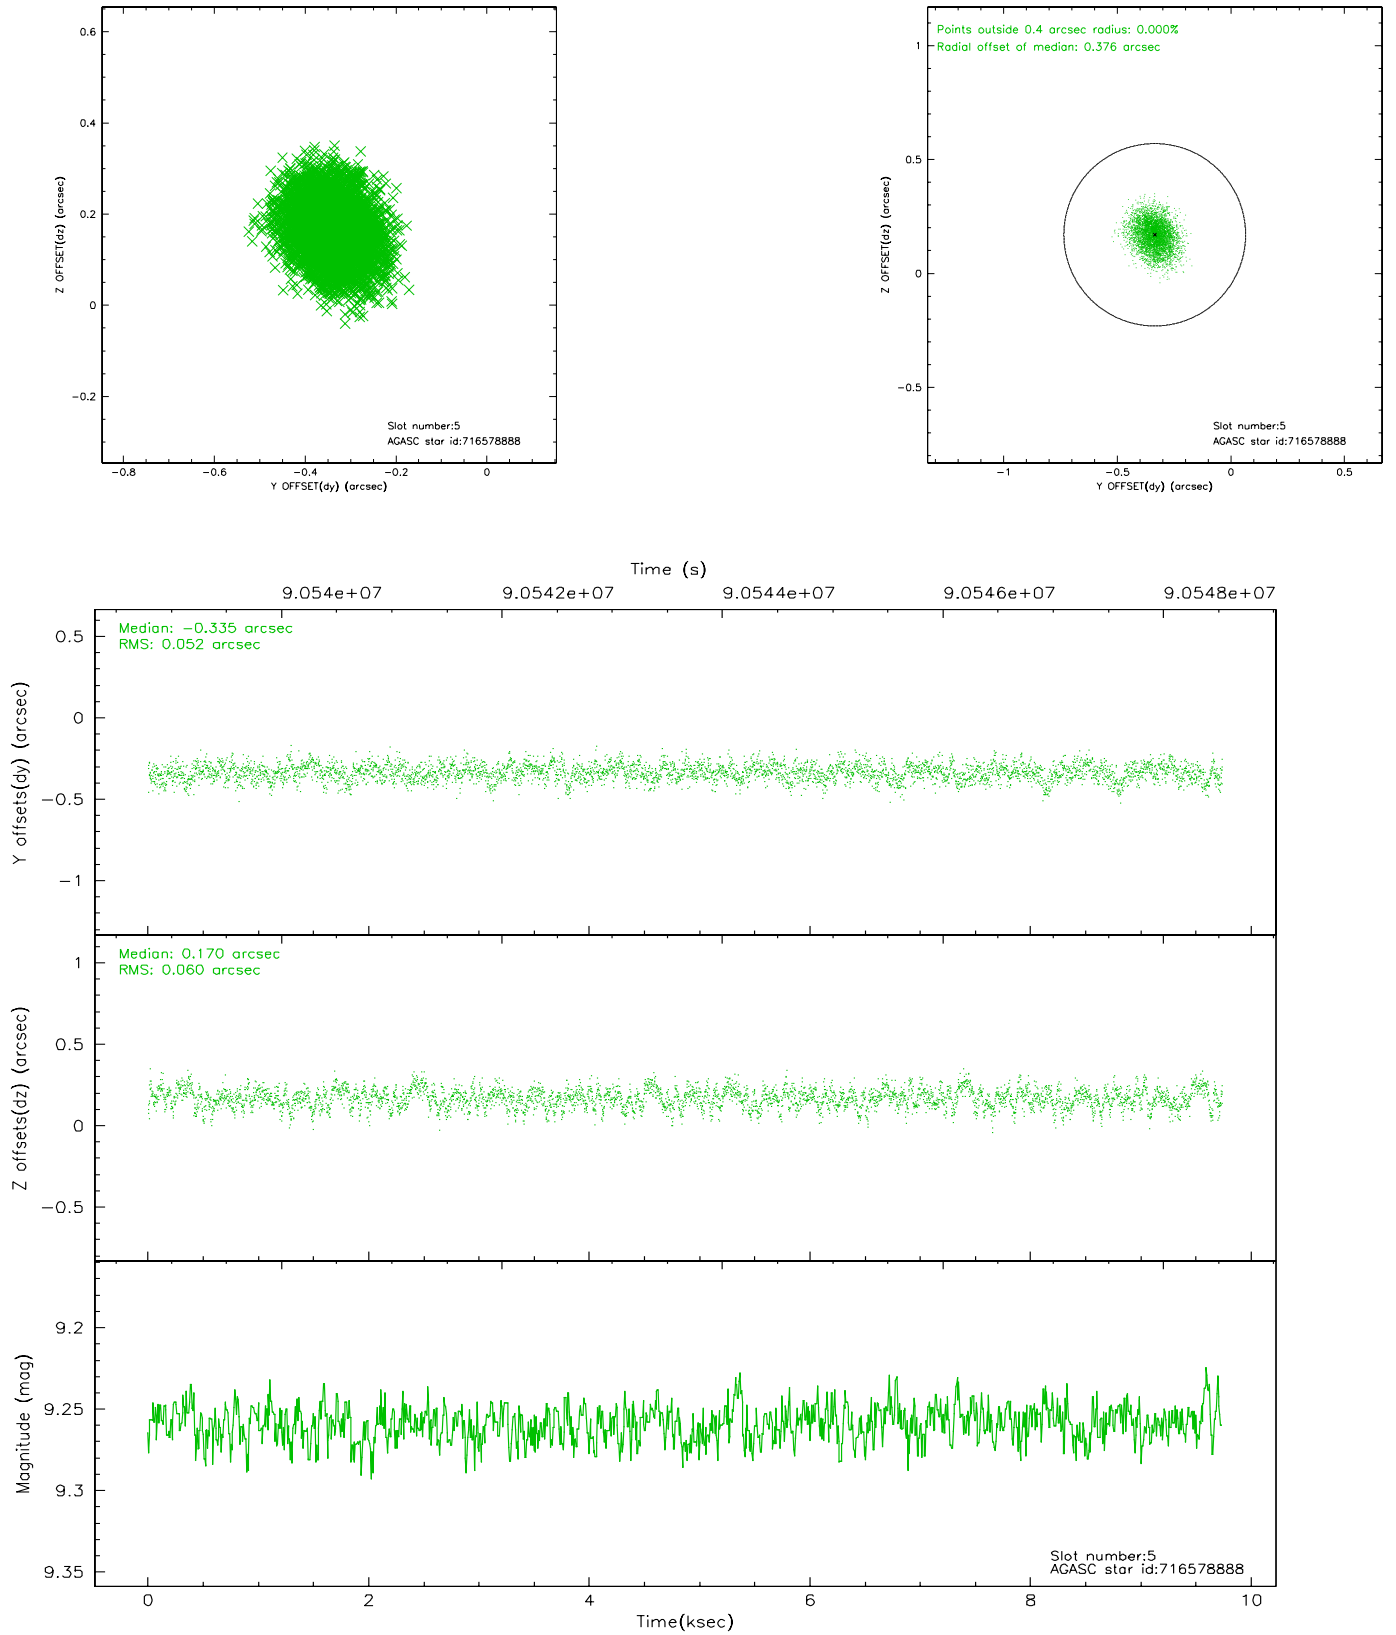 0.6
0.4
0.2
0
−0.2
Z OFFSET(dz) (arcsec)
−0.8 −0.6 −0.4 −0.2 0
Y OFFSET(dy) (arcsec)
Slot number:5
AGASC star id:716578888
Points outside 0.4 arcsec radius: 0.000%
Radial offset of median: 0.376 arcsec
1
0.5
0
−0.5
Z OFFSET(dz) (arcsec)
−1 −0.5 0 0.5
Y OFFSET(dy) (arcsec)
Slot number:5
AGASC star id:716578888
Time (s)
9.054e+07 9.0542e+07 9.0544e+07 9.0546e+07 9.0548e+07
Median: −0.335 arcsec
RMS: 0.052 arcsec
0.5
0
−0.5
−1
Y offsets(dy) (arcsec)
Median: 0.170 arcsec
RMS: 0.060 arcsec
1
0.5
0
−0.5
Z offsets(dz) (arcsec)
9.2
9.25
9.3
9.35
Magnitude (mag)
Slot number:5
AGASC star id:716578888
0 2 4 6 8 10
Time(ksec)